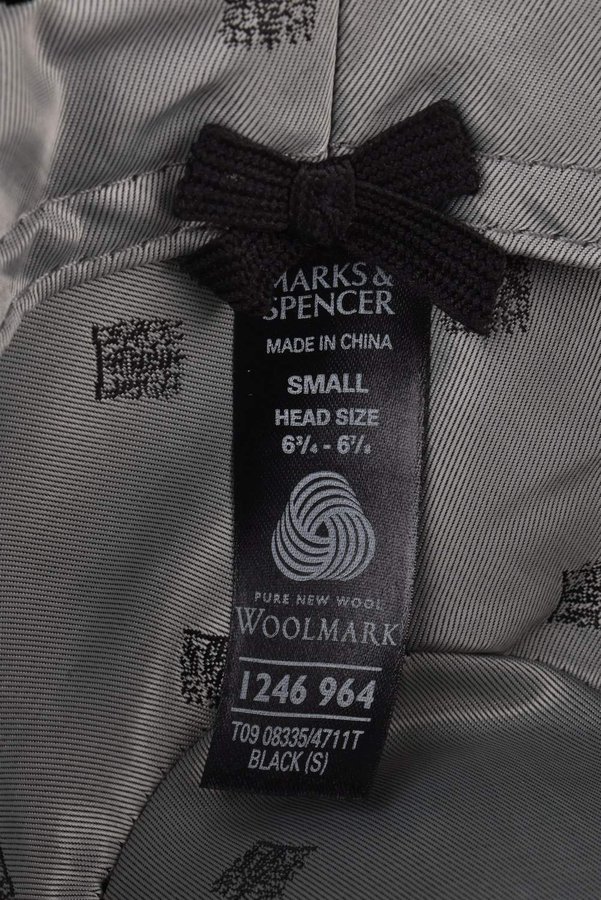 MARKS &
SPENCER
MADE IN CHINA
SMALL
HEAD SIZE
6¾ - 6⅞
PURE NEW WOOL
WOOLMARK
1246 964
T09 08335/4711T
BLACK (S)